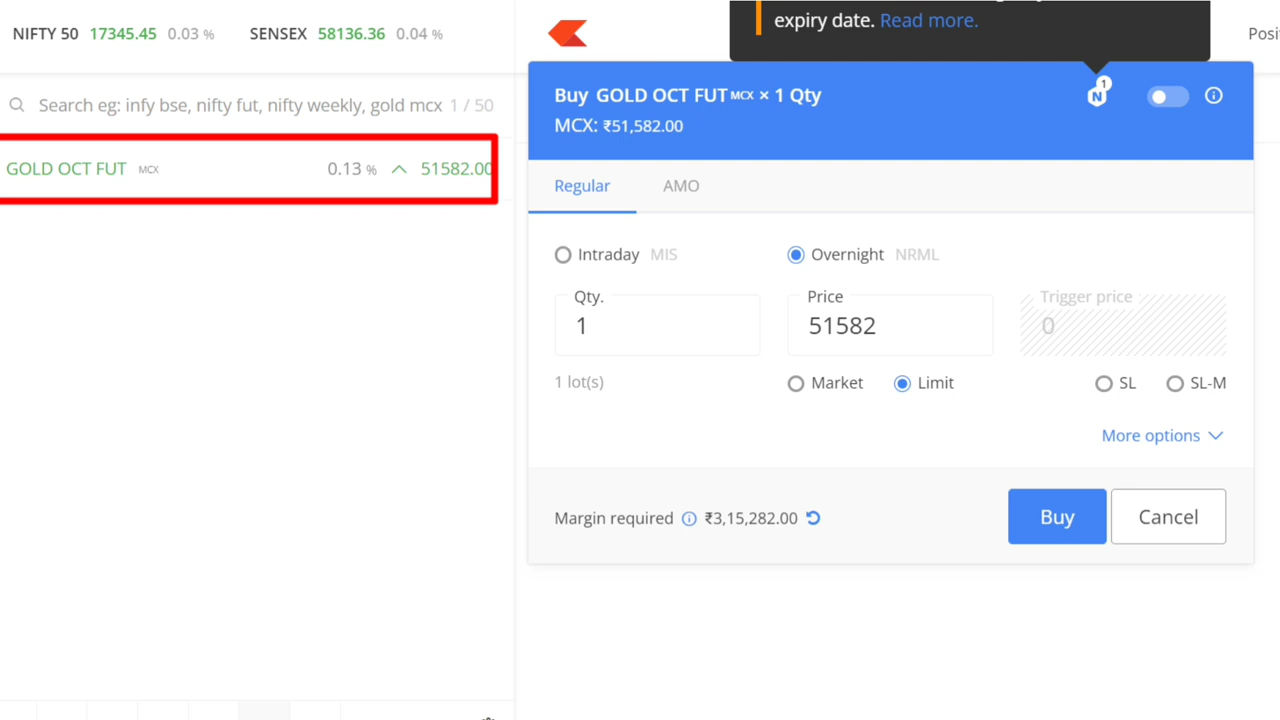 NIFTY 50 17345.45 0.03 % SENSEX 58136.36 0.04 %
expiry date. Read more.
Search eg: infy bse, nifty fut, nifty weekly, gold mcx 1 / 50
GOLD OCT FUT MCX 0.13 % 51582.00
Buy GOLD OCT FUT MCX × 1 Qty
MCX: ₹51,582.00
N 1
Regular AMO
Intraday MIS Overnight NRML
Qty. Price Trigger price
1 51582 0
1 lot(s) Market Limit SL SL-M
More options
Margin required ₹3,15,282.00
Buy Cancel